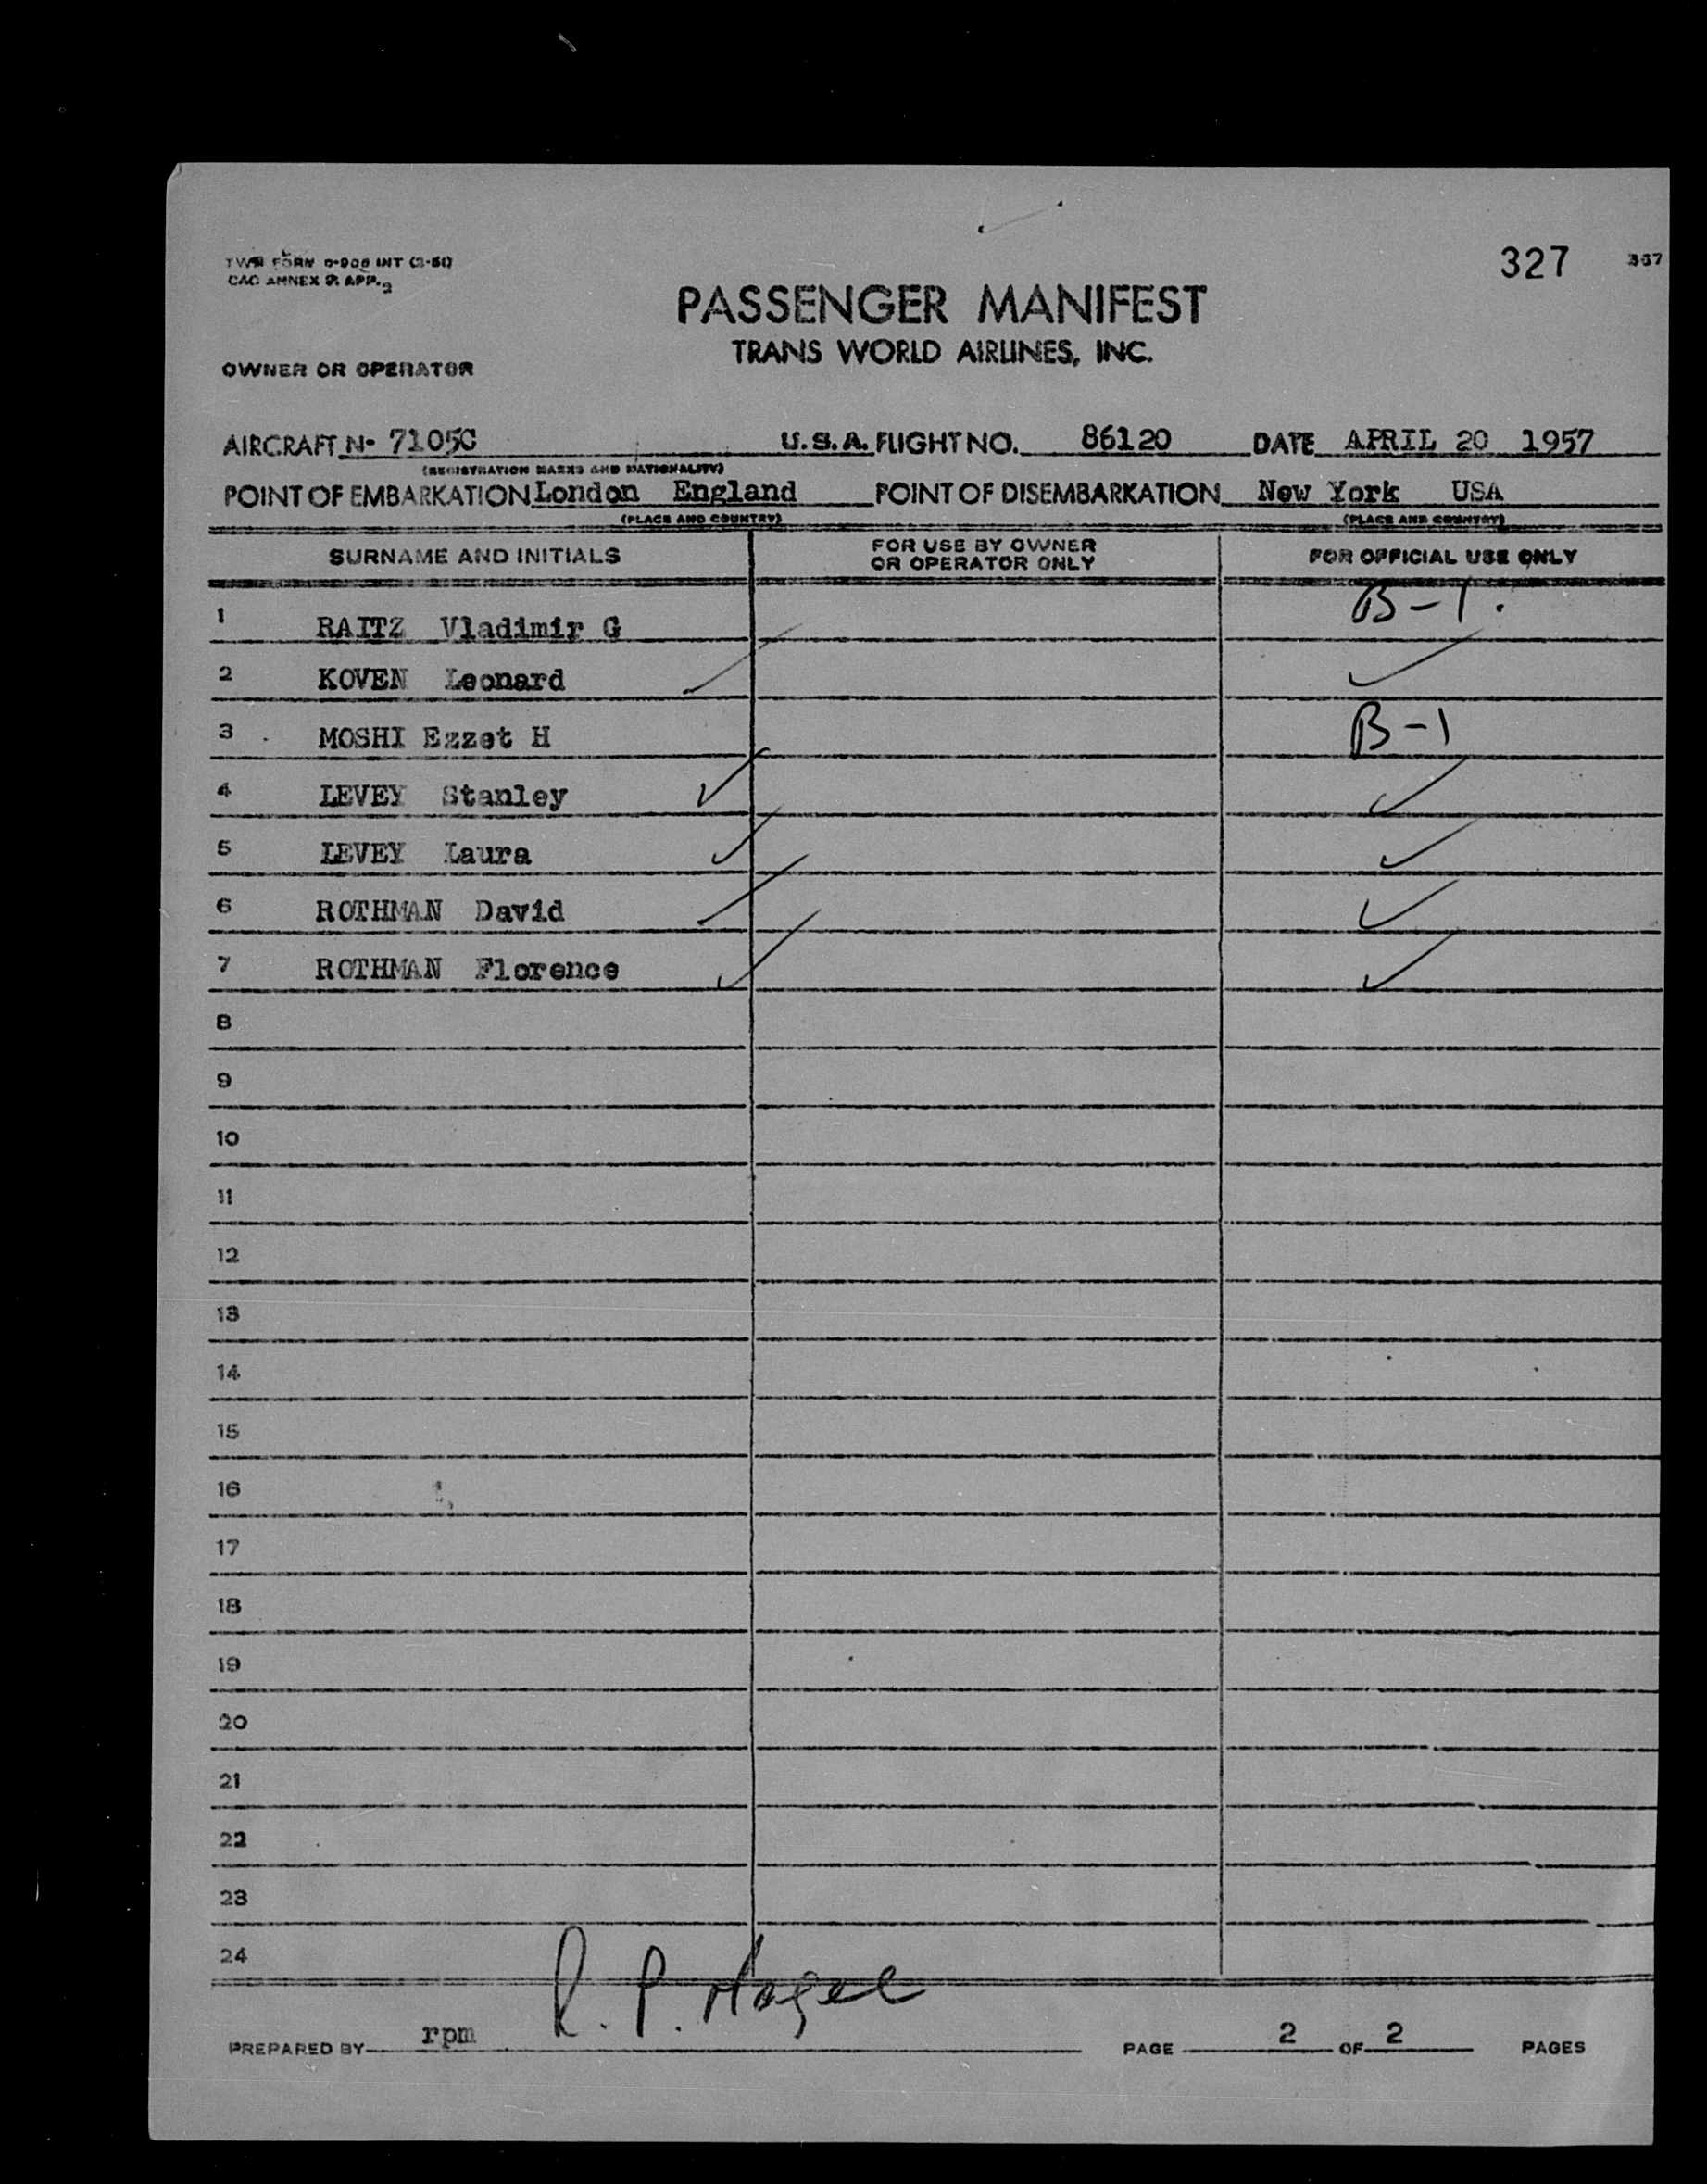 327
TWA FORM O-906 INT (3-51)
CAO ANNEX 9 APP. 2
PASSENGER MANIFEST
TRANS WORLD AIRLINES, INC.
OWNER OR OPERATOR
AIRCRAFT N- 7105C U.S.A. FLIGHT NO. 86120 DATE APRIL 20 1957
(REGISTRATION MARKS AND NATIONALITY)
POINT OF EMBARKATION London England POINT OF DISEMBARKATION New York USA
(PLACE AND COUNTRY) (PLACE AND COUNTRY)
SURNAME AND INITIALS FOR USE BY OWNER OR OPERATOR ONLY FOR OFFICIAL USE ONLY
1 RAITZ Vladimir G B-1.
2 KOVEN Leonard ✓ ✓
3 MOSHI Ezzet H B-1
4 LEVEY Stanley ✓ ✓
5 LEVEY Laura ✓ ✓
6 ROTHMAN David ✓ ✓
7 ROTHMAN Florence ✓ ✓
8
9
10
11
12
13
14
15
16
17
18
19
20
21
22
23
24
PREPARED BY rpm R. P. PAGE 2 OF 2 PAGES